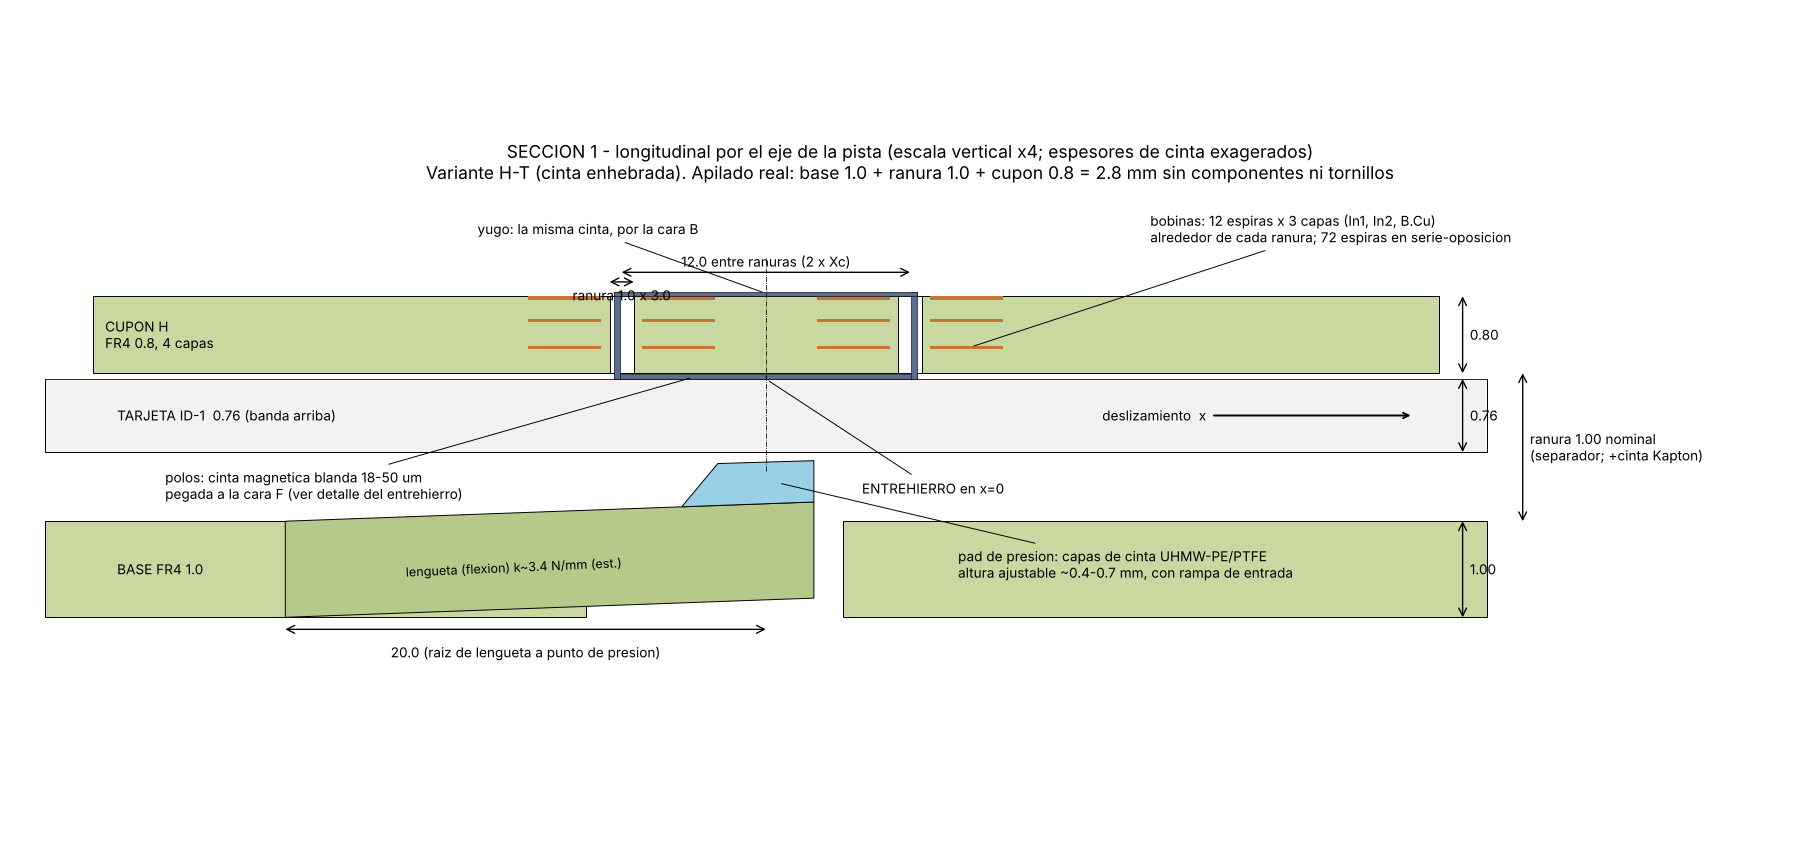 SECCION 1 - longitudinal por el eje de la pista (escala vertical x4; espesores de cinta exagerados)
Variante H-T (cinta enhebrada). Apilado real: base 1.0 + ranura 1.0 + cupon 0.8 = 2.8 mm sin componentes ni tornillos
yugo: la misma cinta, por la cara B
bobinas: 12 espiras x 3 capas (In1, In2, B.Cu)
alrededor de cada ranura; 72 espiras en serie-oposicion
12.0 entre ranuras (2 x Xc)
ranura 1.0 x 3.0
CUPON H
FR4 0.8, 4 capas
0.80
TARJETA ID-1  0.76 (banda arriba)
deslizamiento  x
0.76
ranura 1.00 nominal
(separador; +cinta Kapton)
polos: cinta magnetica blanda 18-50 um
pegada a la cara F (ver detalle del entrehierro)
ENTREHIERRO en x=0
BASE FR4 1.0
lengueta (flexion) k~3.4 N/mm (est.)
pad de presion: capas de cinta UHMW-PE/PTFE
altura ajustable ~0.4-0.7 mm, con rampa de entrada
1.00
20.0 (raiz de lengueta a punto de presion)